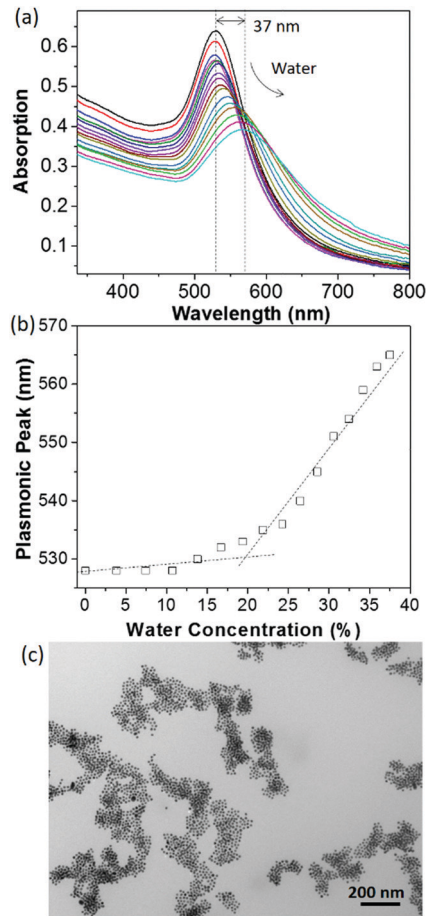 (a)
37 nm
Water
0.6
0.5
0.4
0.3
0.2
0.1
Absorption
400 500 600 700 800
Wavelength (nm)
(b)
570
560
550
540
530
Plasmonic Peak (nm)
0 5 10 15 20 25 30 35 40
Water Concentration (%)
(c)
200 nm